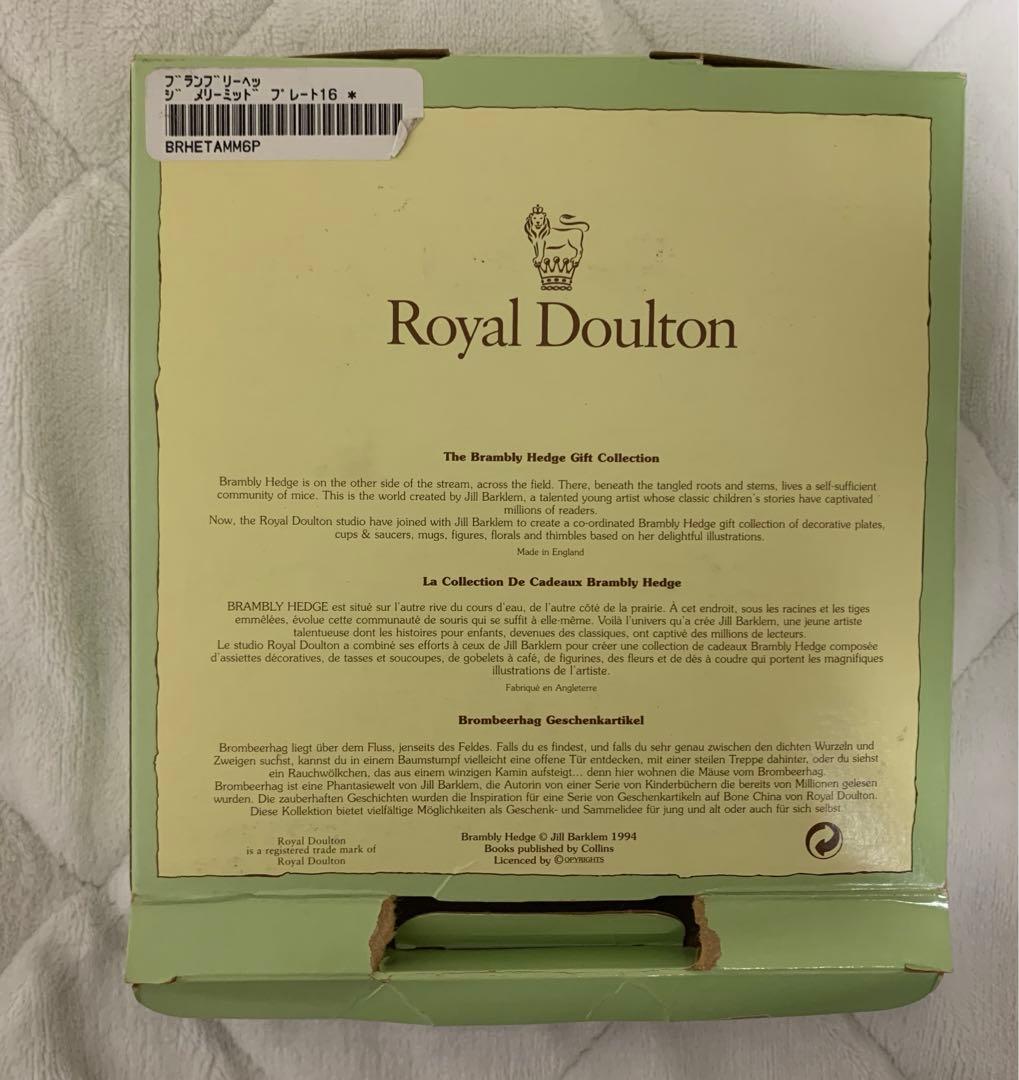 ブランブリーヘッ
ジ メリーミッド プレート16 *
BRHETAMM6P
Royal Doulton
The Brambly Hedge Gift Collection
Brambly Hedge is on the other side of the stream, across the field. There, beneath the tangled roots and stems, lives a self-sufficient
community of mice. This is the world created by Jill Barklem, a talented young artist whose classic children's stories have captivated
millions of readers.
Now, the Royal Doulton studio have joined with Jill Barklem to create a co-ordinated Brambly Hedge gift collection of decorative plates,
cups & saucers, mugs, figures, florals and thimbles based on her delightful illustrations.
Made in England
La Collection De Cadeaux Brambly Hedge
BRAMBLY HEDGE est situé sur l'autre rive du cours d'eau, de l'autre côté de la prairie. À cet endroit, sous les racines et les tiges
emmêlées, évolue cette communauté de souris qui se suffit à elle-même. Voilà l'univers qu'a crée Jill Barklem, une jeune artiste
talentueuse dont les histoires pour enfants, devenues des classiques, ont captivé des millions de lecteurs.
Le studio Royal Doulton a combiné ses efforts à ceux de Jill Barklem pour créer une collection de cadeaux Brambly Hedge composée
d'assiettes décoratives, de tasses et soucoupes, de gobelets à café, de figurines, des fleurs et de dés à coudre qui portent les magnifiques
illustrations de l'artiste.
Fabriqué en Angleterre
Brombeerhag Geschenkartikel
Brombeerhag liegt über dem Fluss, jenseits des Feldes. Falls du es findest, und falls du sehr genau zwischen den dichten Wurzeln und
Zweigen suchst, kannst du in einem Baumstumpf vielleicht eine offene Tür entdecken, mit einer steilen Treppe dahinter, oder du siehst
ein Rauchwölkchen, das aus einem winzigen Kamin aufsteigt... denn hier wohnen die Mäuse vom Brombeerhag.
Brombeerhag ist eine Phantasiewelt von Jill Barklem, die Autorin von einer Serie von Kinderbüchern die bereits von Millionen gelesen
wurden. Die zauberhaften Geschichten wurden die Inspiration für eine Serie von Geschenkartikeln auf Bone China von Royal Doulton.
Diese Kollektion bietet vielfältige Möglichkeiten als Geschenk- und Sammelidee für jung und alt oder auch für sich selbst.
Royal Doulton
is a registered trade mark of
Royal Doulton
Brambly Hedge © Jill Barklem 1994
Books published by Collins
Licenced by ©OPYRIGHTS